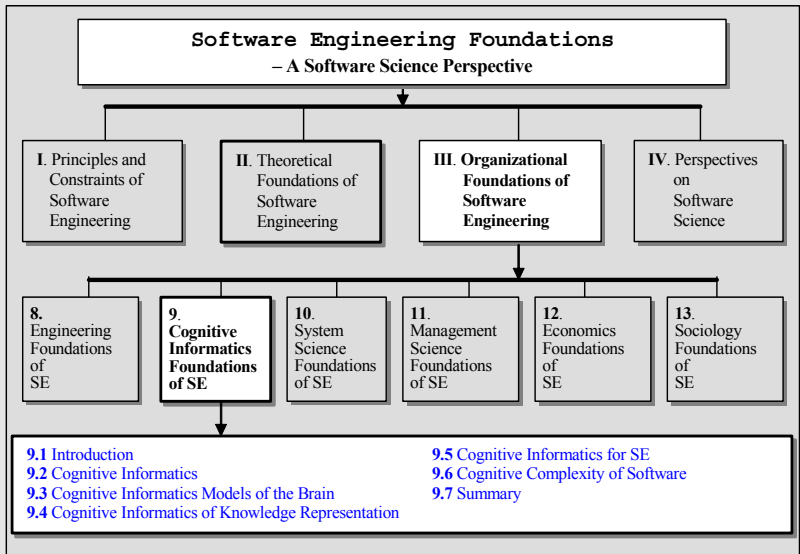 Software Engineering Foundations
– A Software Science Perspective
I. Principles and
Constraints of
Software
Engineering
II. Theoretical
Foundations of
Software
Engineering
III. Organizational
Foundations of
Software
Engineering
IV. Perspectives
on
Software
Science
8.
Engineering
Foundations
of
SE
9.
Cognitive
Informatics
Foundations
of SE
10.
System
Science
Foundations
of SE
11.
Management
Science
Foundations
of SE
12.
Economics
Foundations
of
SE
13.
Sociology
Foundations
of
SE
9.1 Introduction
9.2 Cognitive Informatics
9.3 Cognitive Informatics Models of the Brain
9.4 Cognitive Informatics of Knowledge Representation
9.5 Cognitive Informatics for SE
9.6 Cognitive Complexity of Software
9.7 Summary